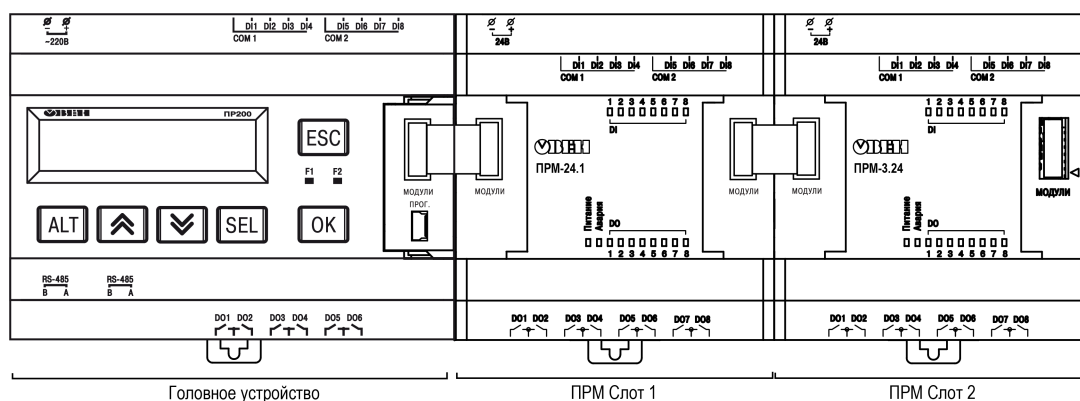 - +
~220В
DI1 DI2 DI3 DI4
COM 1
DI5 DI6 DI7 DI8
COM 2
ОВЕН
ПР200
ESC
F1 F2
ALT
SEL
OK
МОДУЛИ
ПРОГ.
RS-485
B A
RS-485
B A
DO1 DO2
DO3 DO4
DO5 DO6
Головное устройство
- +
24В
DI1 DI2 DI3 DI4
COM 1
DI5 DI6 DI7 DI8
COM 2
1 2 3 4 5 6 7 8
DI
ОВЕН
ПРМ-24.1
МОДУЛИ
МОДУЛИ
Питание
Авария
DO
1 2 3 4 5 6 7 8
DO1 DO2
DO3 DO4
DO5 DO6
DO7 DO8
ПРМ Слот 1
- +
24В
DI1 DI2 DI3 DI4
COM 1
DI5 DI6 DI7 DI8
COM 2
1 2 3 4 5 6 7 8
DI
ОВЕН
ПРМ-3.24
МОДУЛИ
МОДУЛИ
Питание
Авария
DO
1 2 3 4 5 6 7 8
DO1 DO2
DO3 DO4
DO5 DO6
DO7 DO8
ПРМ Слот 2